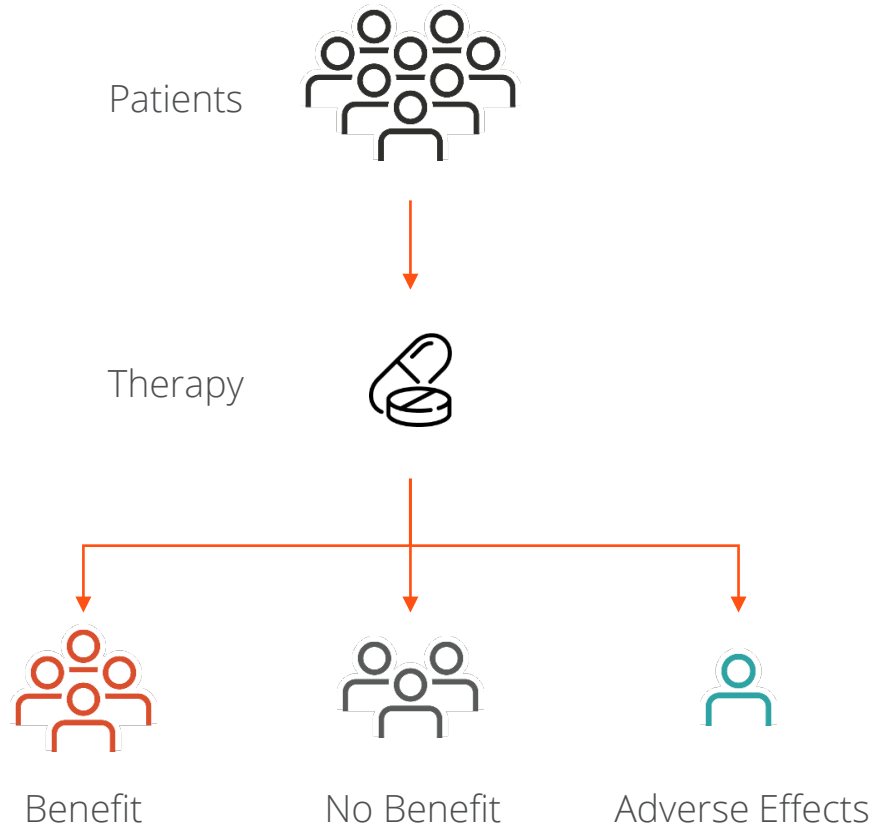 Patients
Therapy
Benefit
No Benefit
Adverse Effects